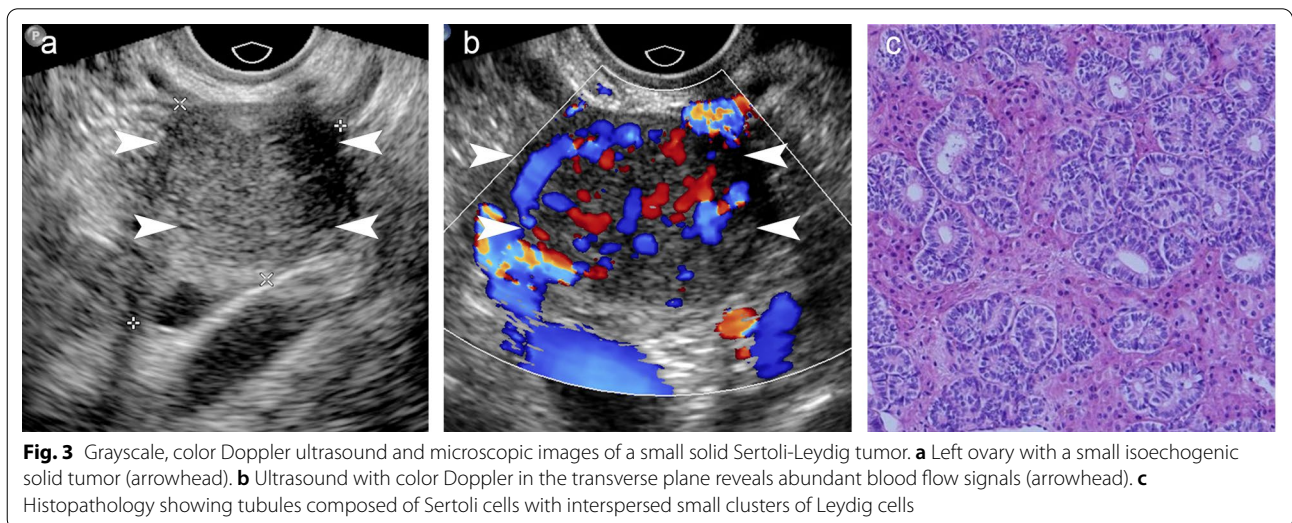 P
a
b
c
Fig. 3 Grayscale, color Doppler ultrasound and microscopic images of a small solid Sertoli-Leydig tumor. a Left ovary with a small isoechogenic
solid tumor (arrowhead). b Ultrasound with color Doppler in the transverse plane reveals abundant blood flow signals (arrowhead). c
Histopathology showing tubules composed of Sertoli cells with interspersed small clusters of Leydig cells